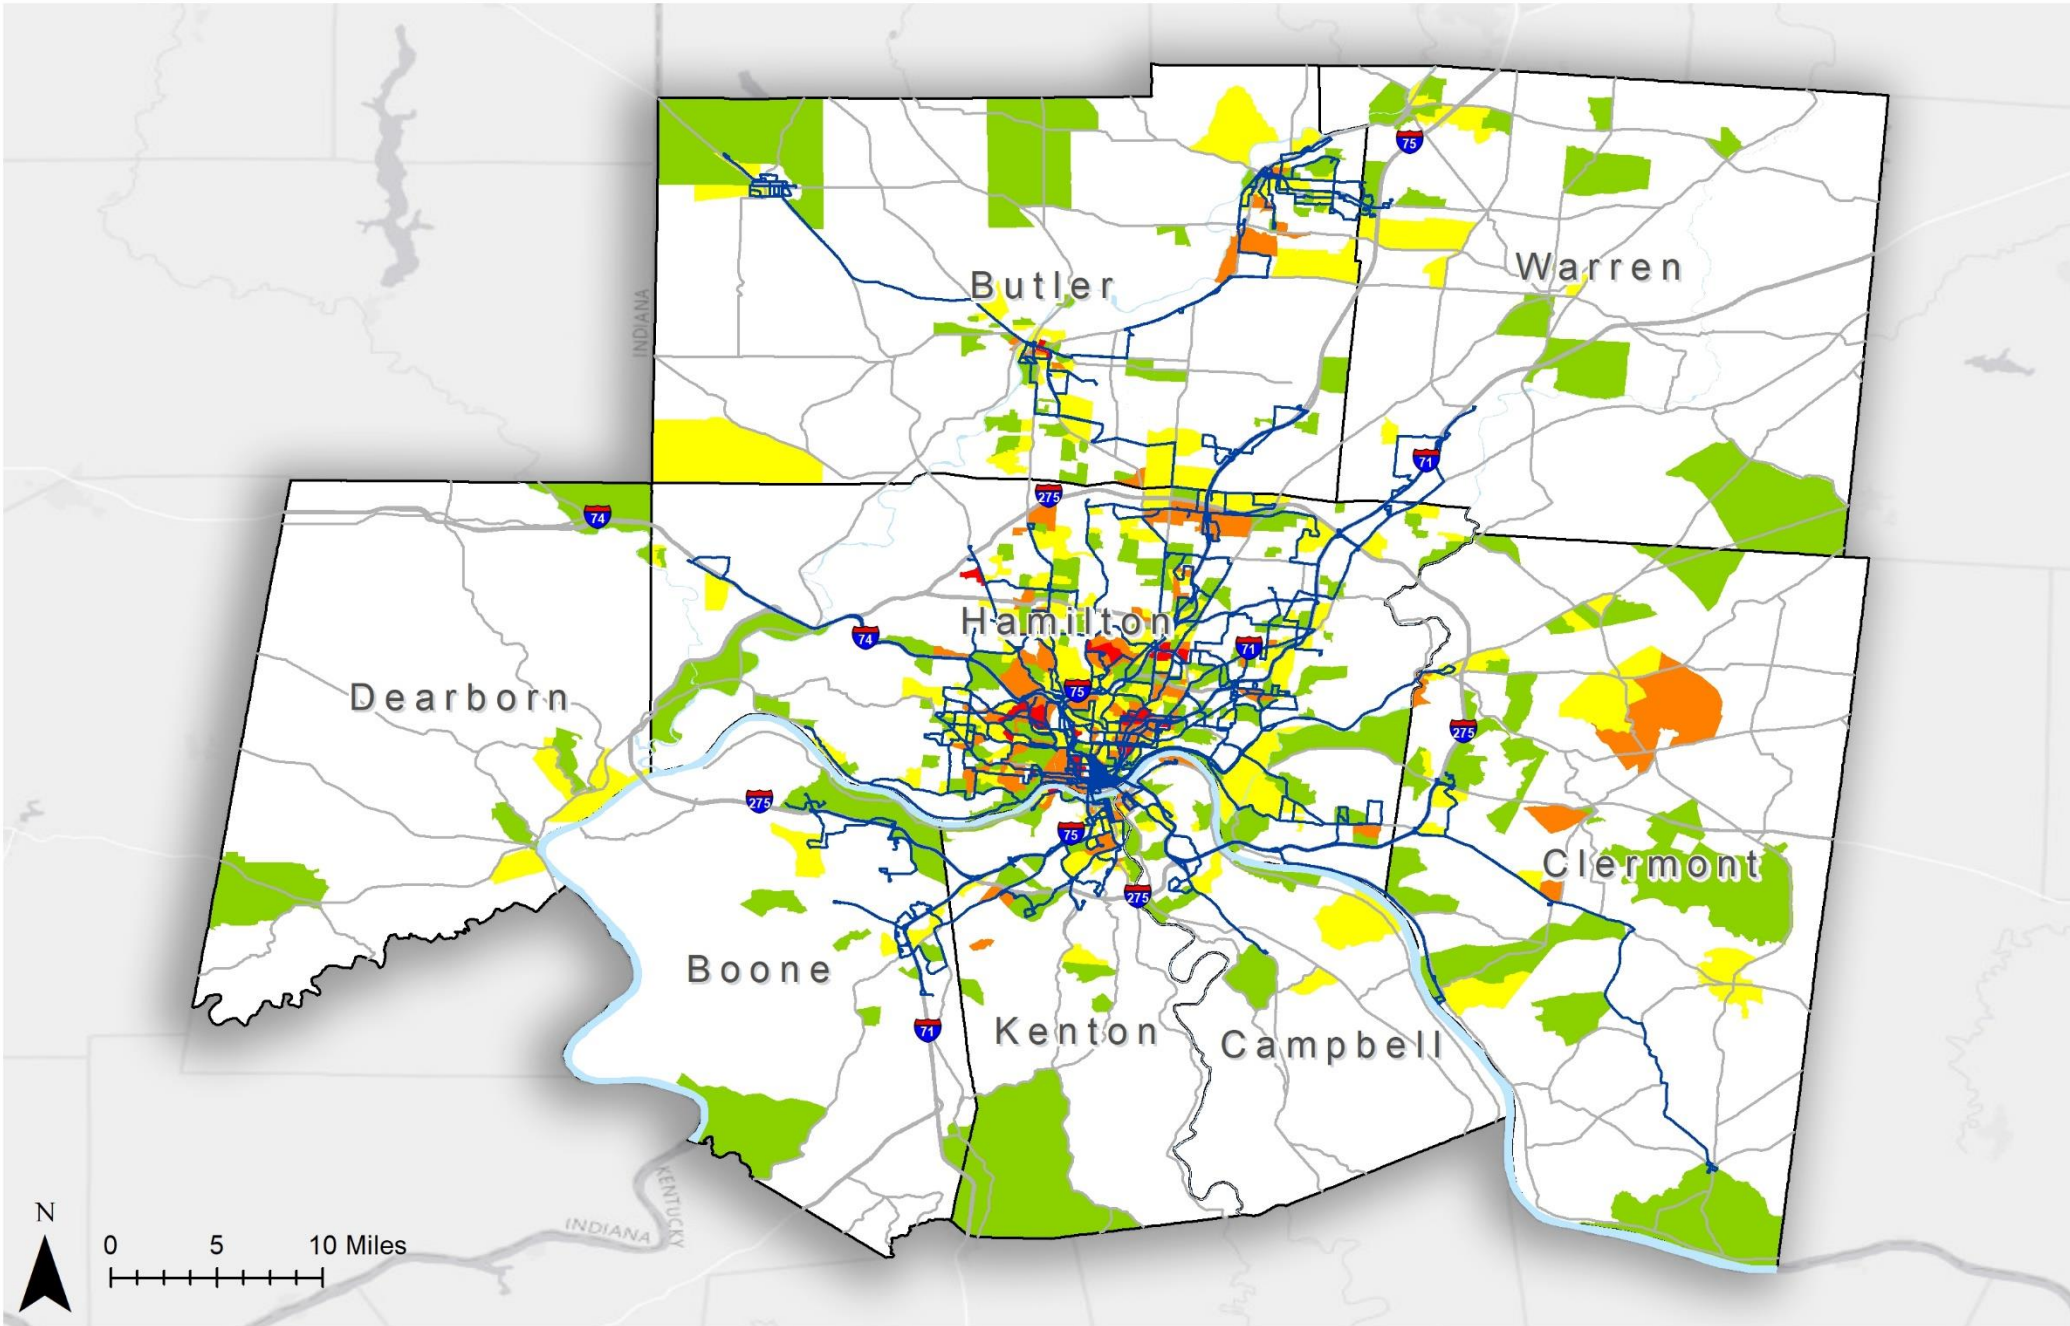 75
Butler
Warren
INDIANA
71
275
74
Hamilton
74
71
75
Dearborn
275
275
75
Clermont
275
Boone
71
Kenton
Campbell
KENTUCKY
INDIANA
N
0 5 10 Miles